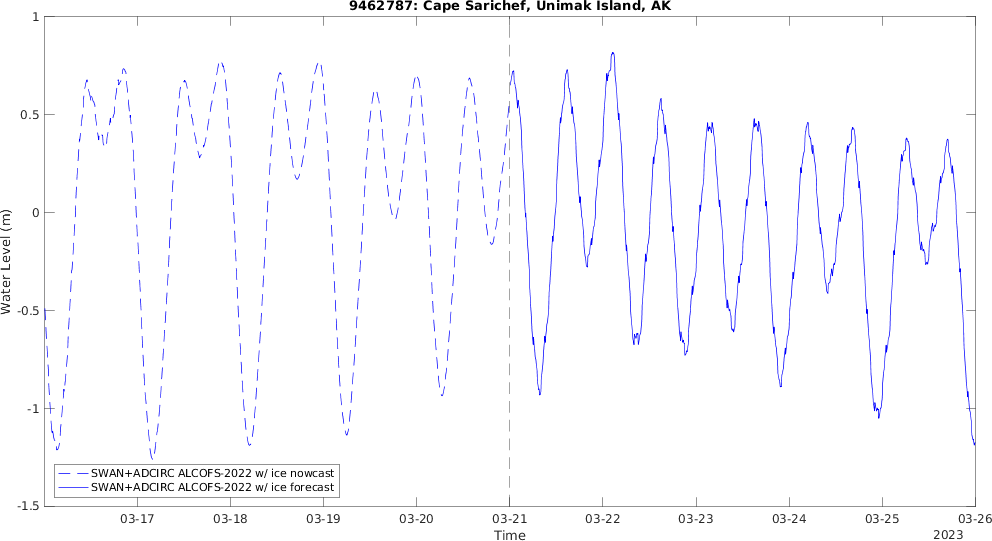 9462787: Cape Sarichef, Unimak Island, AK
1
0.5
0
-0.5
-1
-1.5
Water Level (m)
SWAN+ADCIRC ALCOFS-2022 w/ ice nowcast
SWAN+ADCIRC ALCOFS-2022 w/ ice forecast
03-17 03-18 03-19 03-20 03-21 03-22 03-23 03-24 03-25 03-26
Time
2023